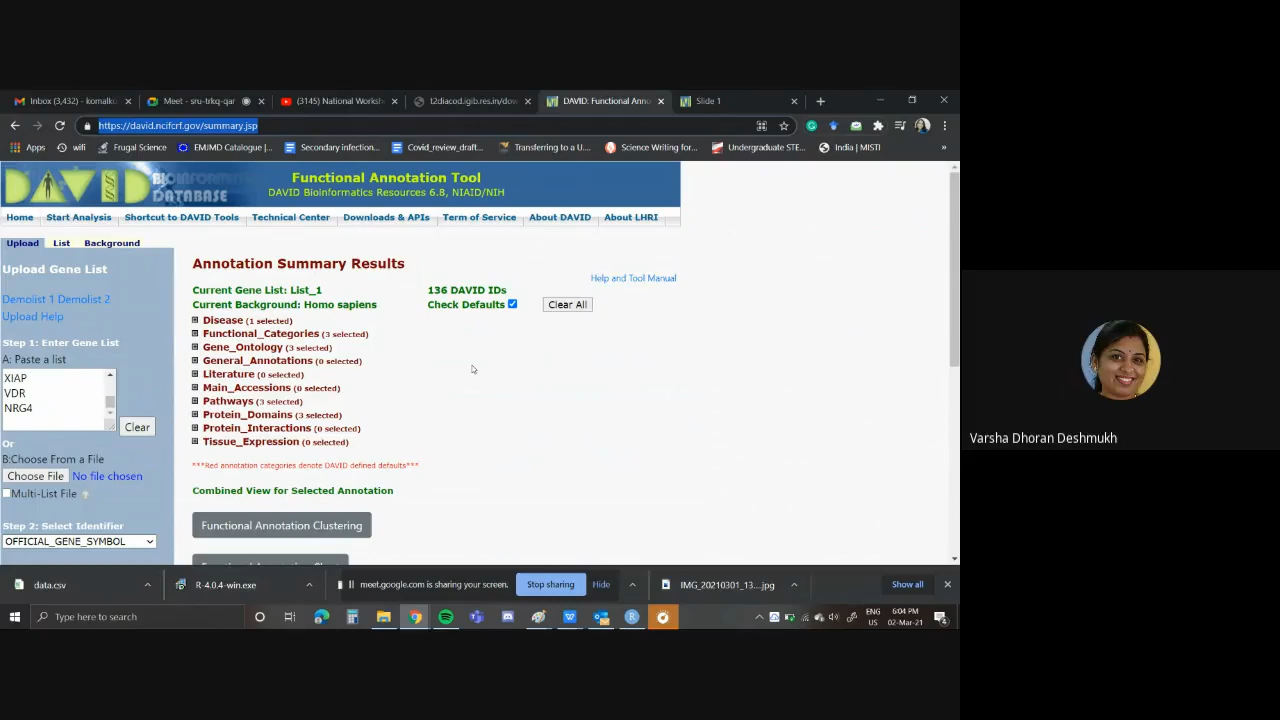 Inbox (3,432) - komalko
Meet - sru-trkq-qar
(3145) National Worksh
t2diacod.igib.res.in/dow
DAVID: Functional Anno
Slide 1
https://david.ncifcrf.gov/summary.jsp
Apps
wifi
Frugal Science
EMJMD Catalogue |...
Secondary infection...
Covid_review_draft...
Transferring to a U...
Science Writing for...
Undergraduate STE...
India | MISTI
DAVID BIOINFORMATICS DATABASE
Functional Annotation Tool
DAVID Bioinformatics Resources 6.8, NIAID/NIH
Home
Start Analysis
Shortcut to DAVID Tools
Technical Center
Downloads & APIs
Term of Service
About DAVID
About LHRI
Upload
List
Background
Upload Gene List
Demolist 1 Demolist 2
Upload Help
Step 1: Enter Gene List
A: Paste a list
XIAP
VDR
NRG4
Clear
Or
B:Choose From a File
Choose File
No file chosen
Multi-List File
?
Step 2: Select Identifier
OFFICIAL_GENE_SYMBOL
Annotation Summary Results
Help and Tool Manual
Current Gene List: List_1
136 DAVID IDs
Current Background: Homo sapiens
Check Defaults
Clear All
Disease (1 selected)
Functional_Categories (3 selected)
Gene_Ontology (3 selected)
General_Annotations (0 selected)
Literature (0 selected)
Main_Accessions (0 selected)
Pathways (3 selected)
Protein_Domains (3 selected)
Protein_Interactions (0 selected)
Tissue_Expression (0 selected)
***Red annotation categories denote DAVID defined defaults***
Combined View for Selected Annotation
Functional Annotation Clustering
data.csv
R-4.0.4-win.exe
meet.google.com is sharing your screen.
Stop sharing
Hide
IMG_20210301_13....jpg
Show all
Type here to search
ENG
US
6:04 PM
02-Mar-21
4
Varsha Dhoran Deshmukh